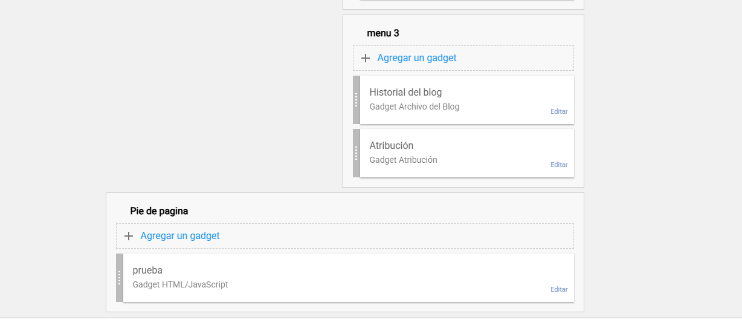 menu 3
Agregar un gadget
Historial del blog
Gadget Archivo del Blog
Editar
Atribución
Gadget Atribución
Editar
Pie de pagina
Agregar un gadget
prueba
Gadget HTML/JavaScript
Editar